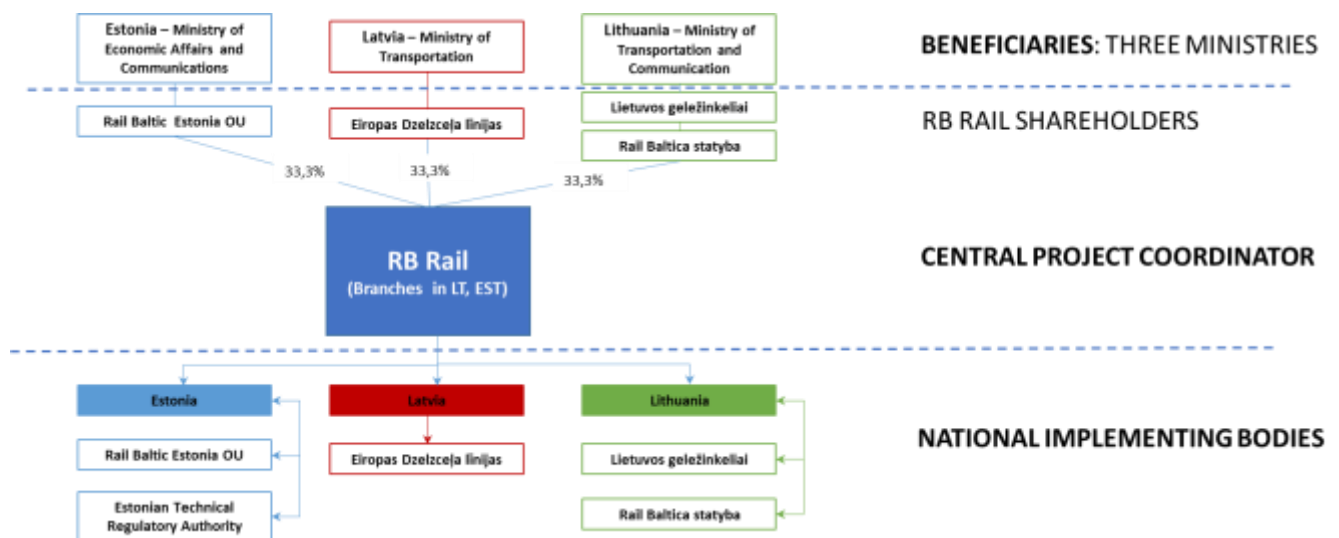 Estonia – Ministry of
Economic Affairs and
Communications
Latvia – Ministry of
Transportation
Lithuania – Ministry of
Transportation and
Communication
BENEFICIARIES: THREE MINISTRIES
Rail Baltic Estonia OU
Eiropas Dzelzceļa līnijas
Lietuvos geležinkeliai
Rail Baltica statyba
RB RAIL SHAREHOLDERS
33,3%
33,3%
33,3%
RB Rail
(Branches in LT, EST)
CENTRAL PROJECT COORDINATOR
Estonia
Latvia
Lithuania
Rail Baltic Estonia OU
Eiropas Dzelzceļa līnijas
Lietuvos geležinkeliai
NATIONAL IMPLEMENTING BODIES
Estonian Technical
Regulatory Authority
Rail Baltica statyba